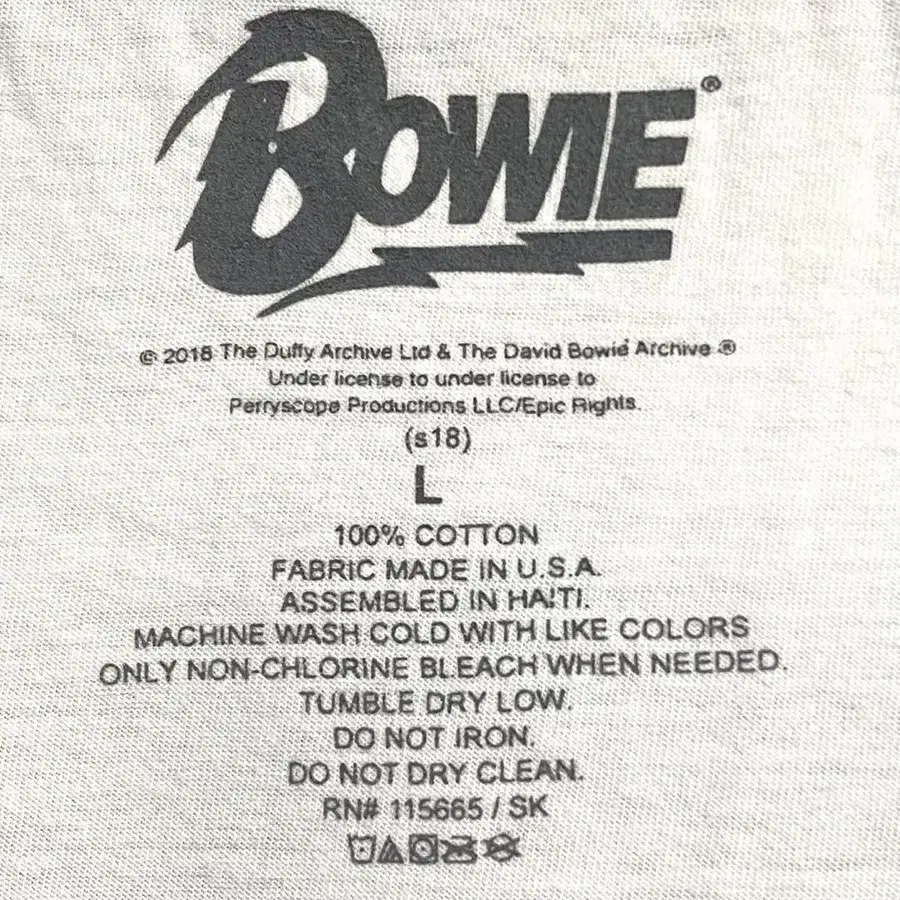 BOWIE®
© 2018 The Duffy Archive Ltd & The David Bowie Archive ®
Under license to under license to
Perryscope Productions LLC/Epic Rights.
(s18)
L
100% COTTON
FABRIC MADE IN U.S.A.
ASSEMBLED IN HAITI.
MACHINE WASH COLD WITH LIKE COLORS
ONLY NON-CHLORINE BLEACH WHEN NEEDED.
TUMBLE DRY LOW.
DO NOT IRON.
DO NOT DRY CLEAN.
RN# 115665 / SK